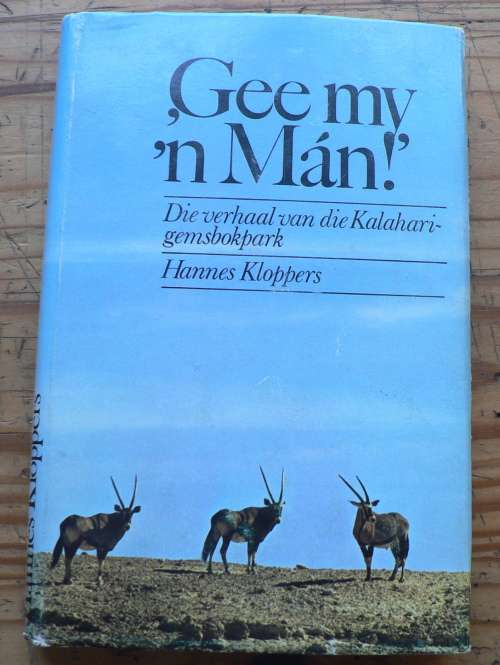 ‚Gee my
'n Mán!’
Die verhaal van die Kalahari-
gemsbokpark
Hannes Kloppers
Hannes Kloppers